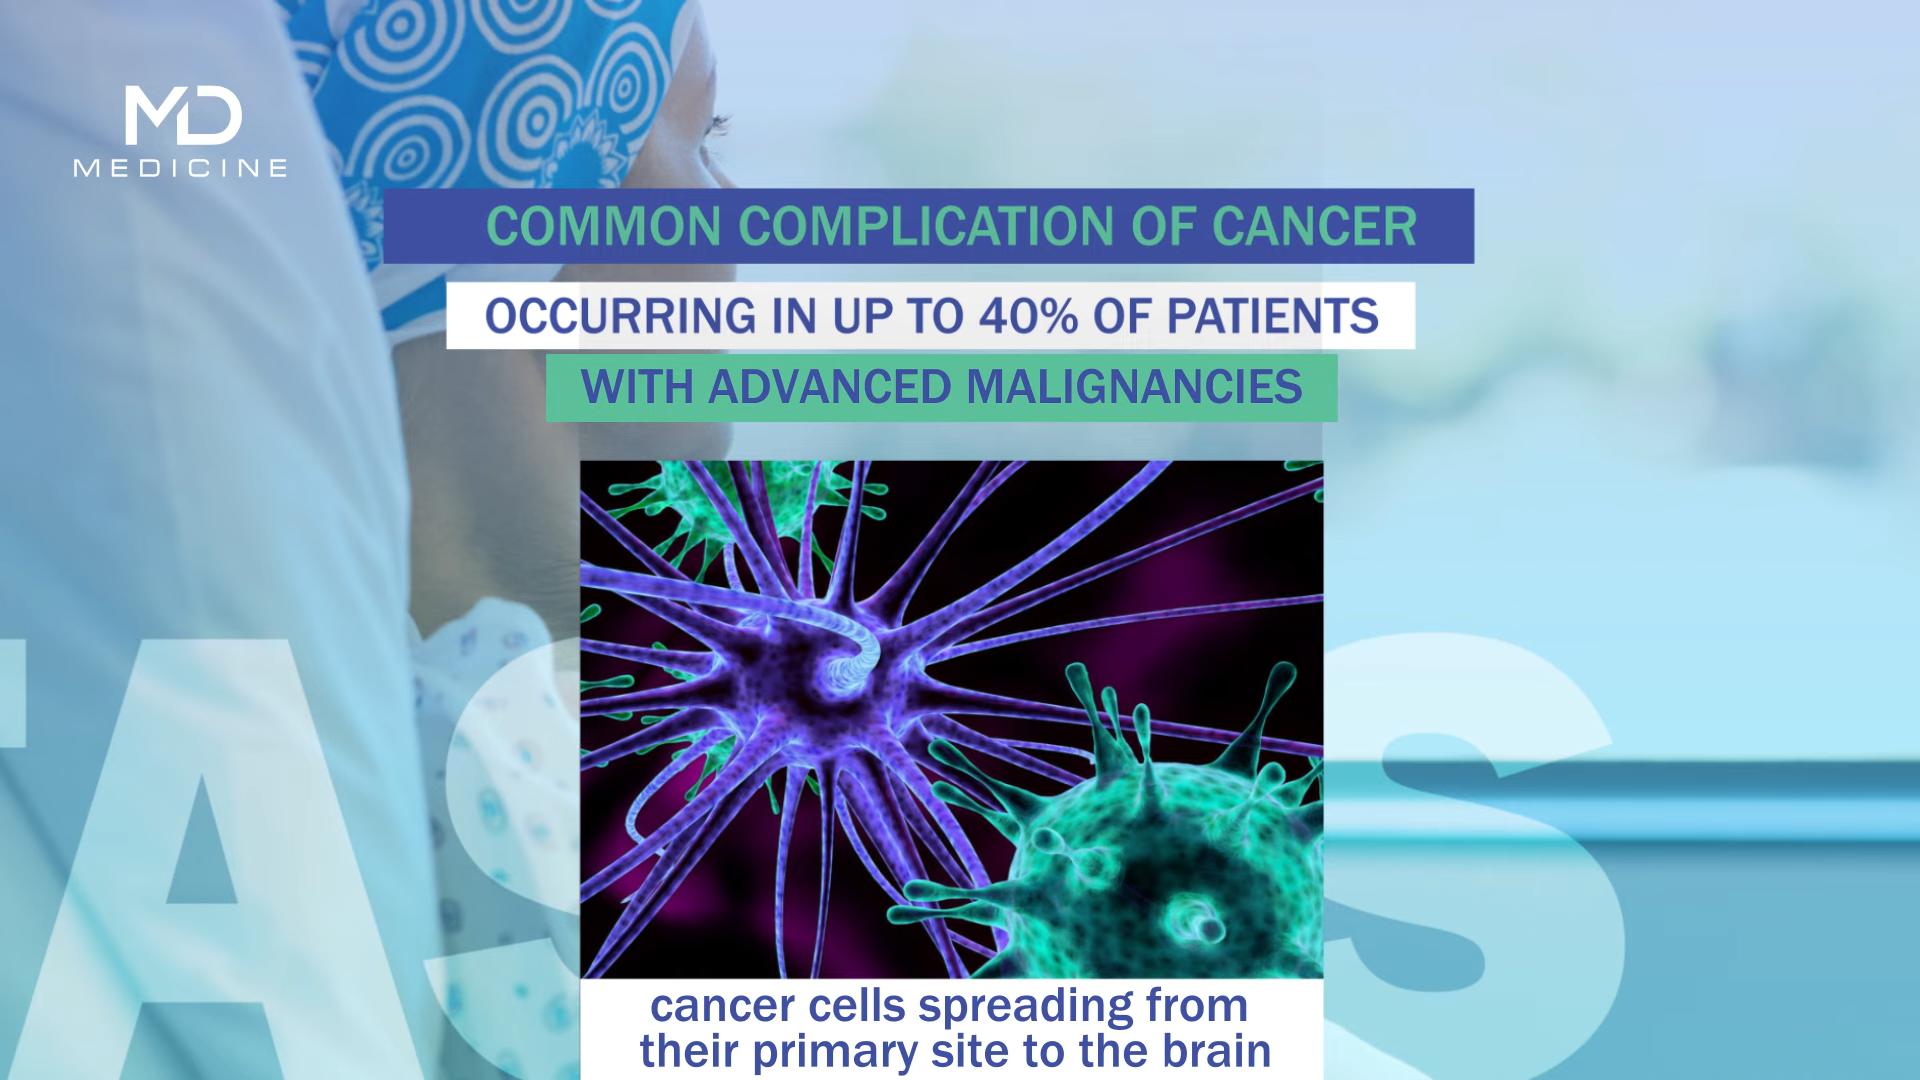 MD
MEDICINE
COMMON COMPLICATION OF CANCER
OCCURRING IN UP TO 40% OF PATIENTS
WITH ADVANCED MALIGNANCIES
TAS S
cancer cells spreading from
their primary site to the brain